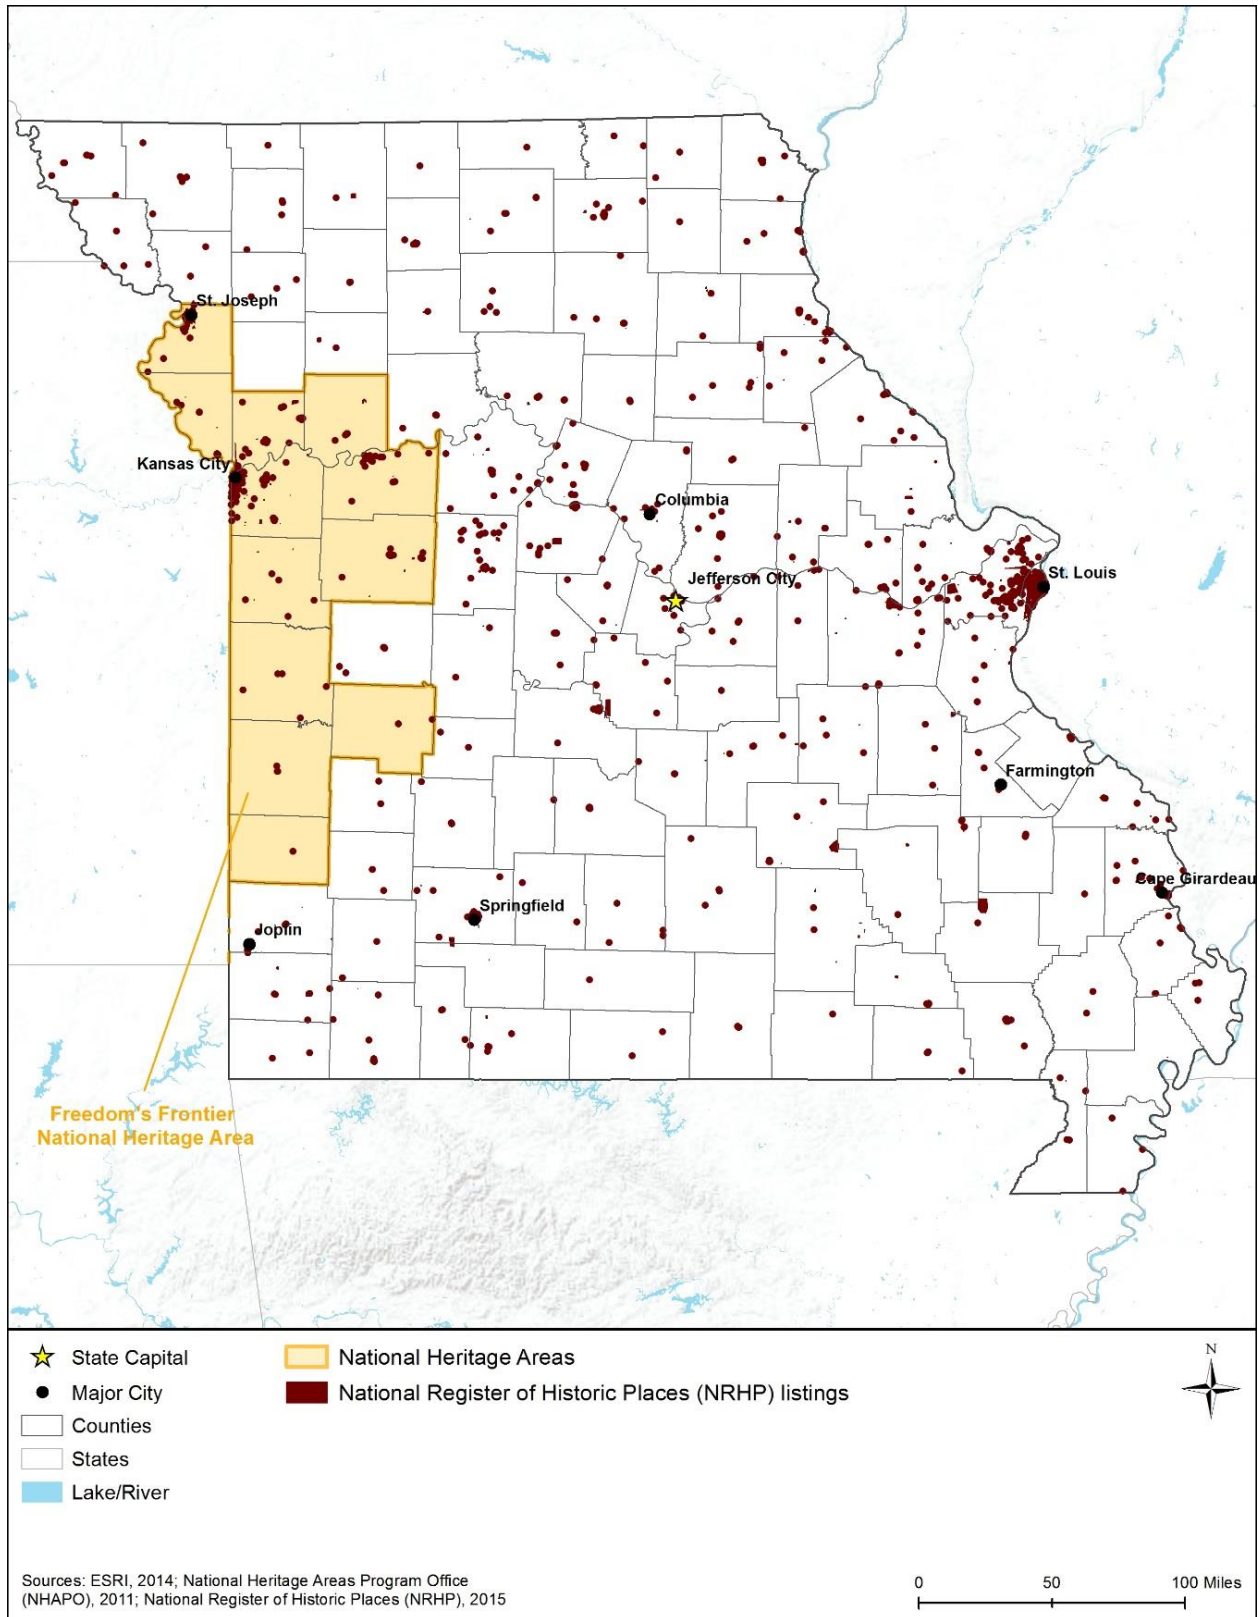 St. Joseph
Kansas City
Columbia
Jefferson City
St. Louis
Farmington
Cape Girardeau
Springfield
Joplin
Freedom's Frontier
National Heritage Area
State Capital
Major City
Counties
States
Lake/River
National Heritage Areas
National Register of Historic Places (NRHP) listings
N
Sources: ESRI, 2014; National Heritage Areas Program Office
(NHAPO), 2011; National Register of Historic Places (NRHP), 2015
0 50 100 Miles